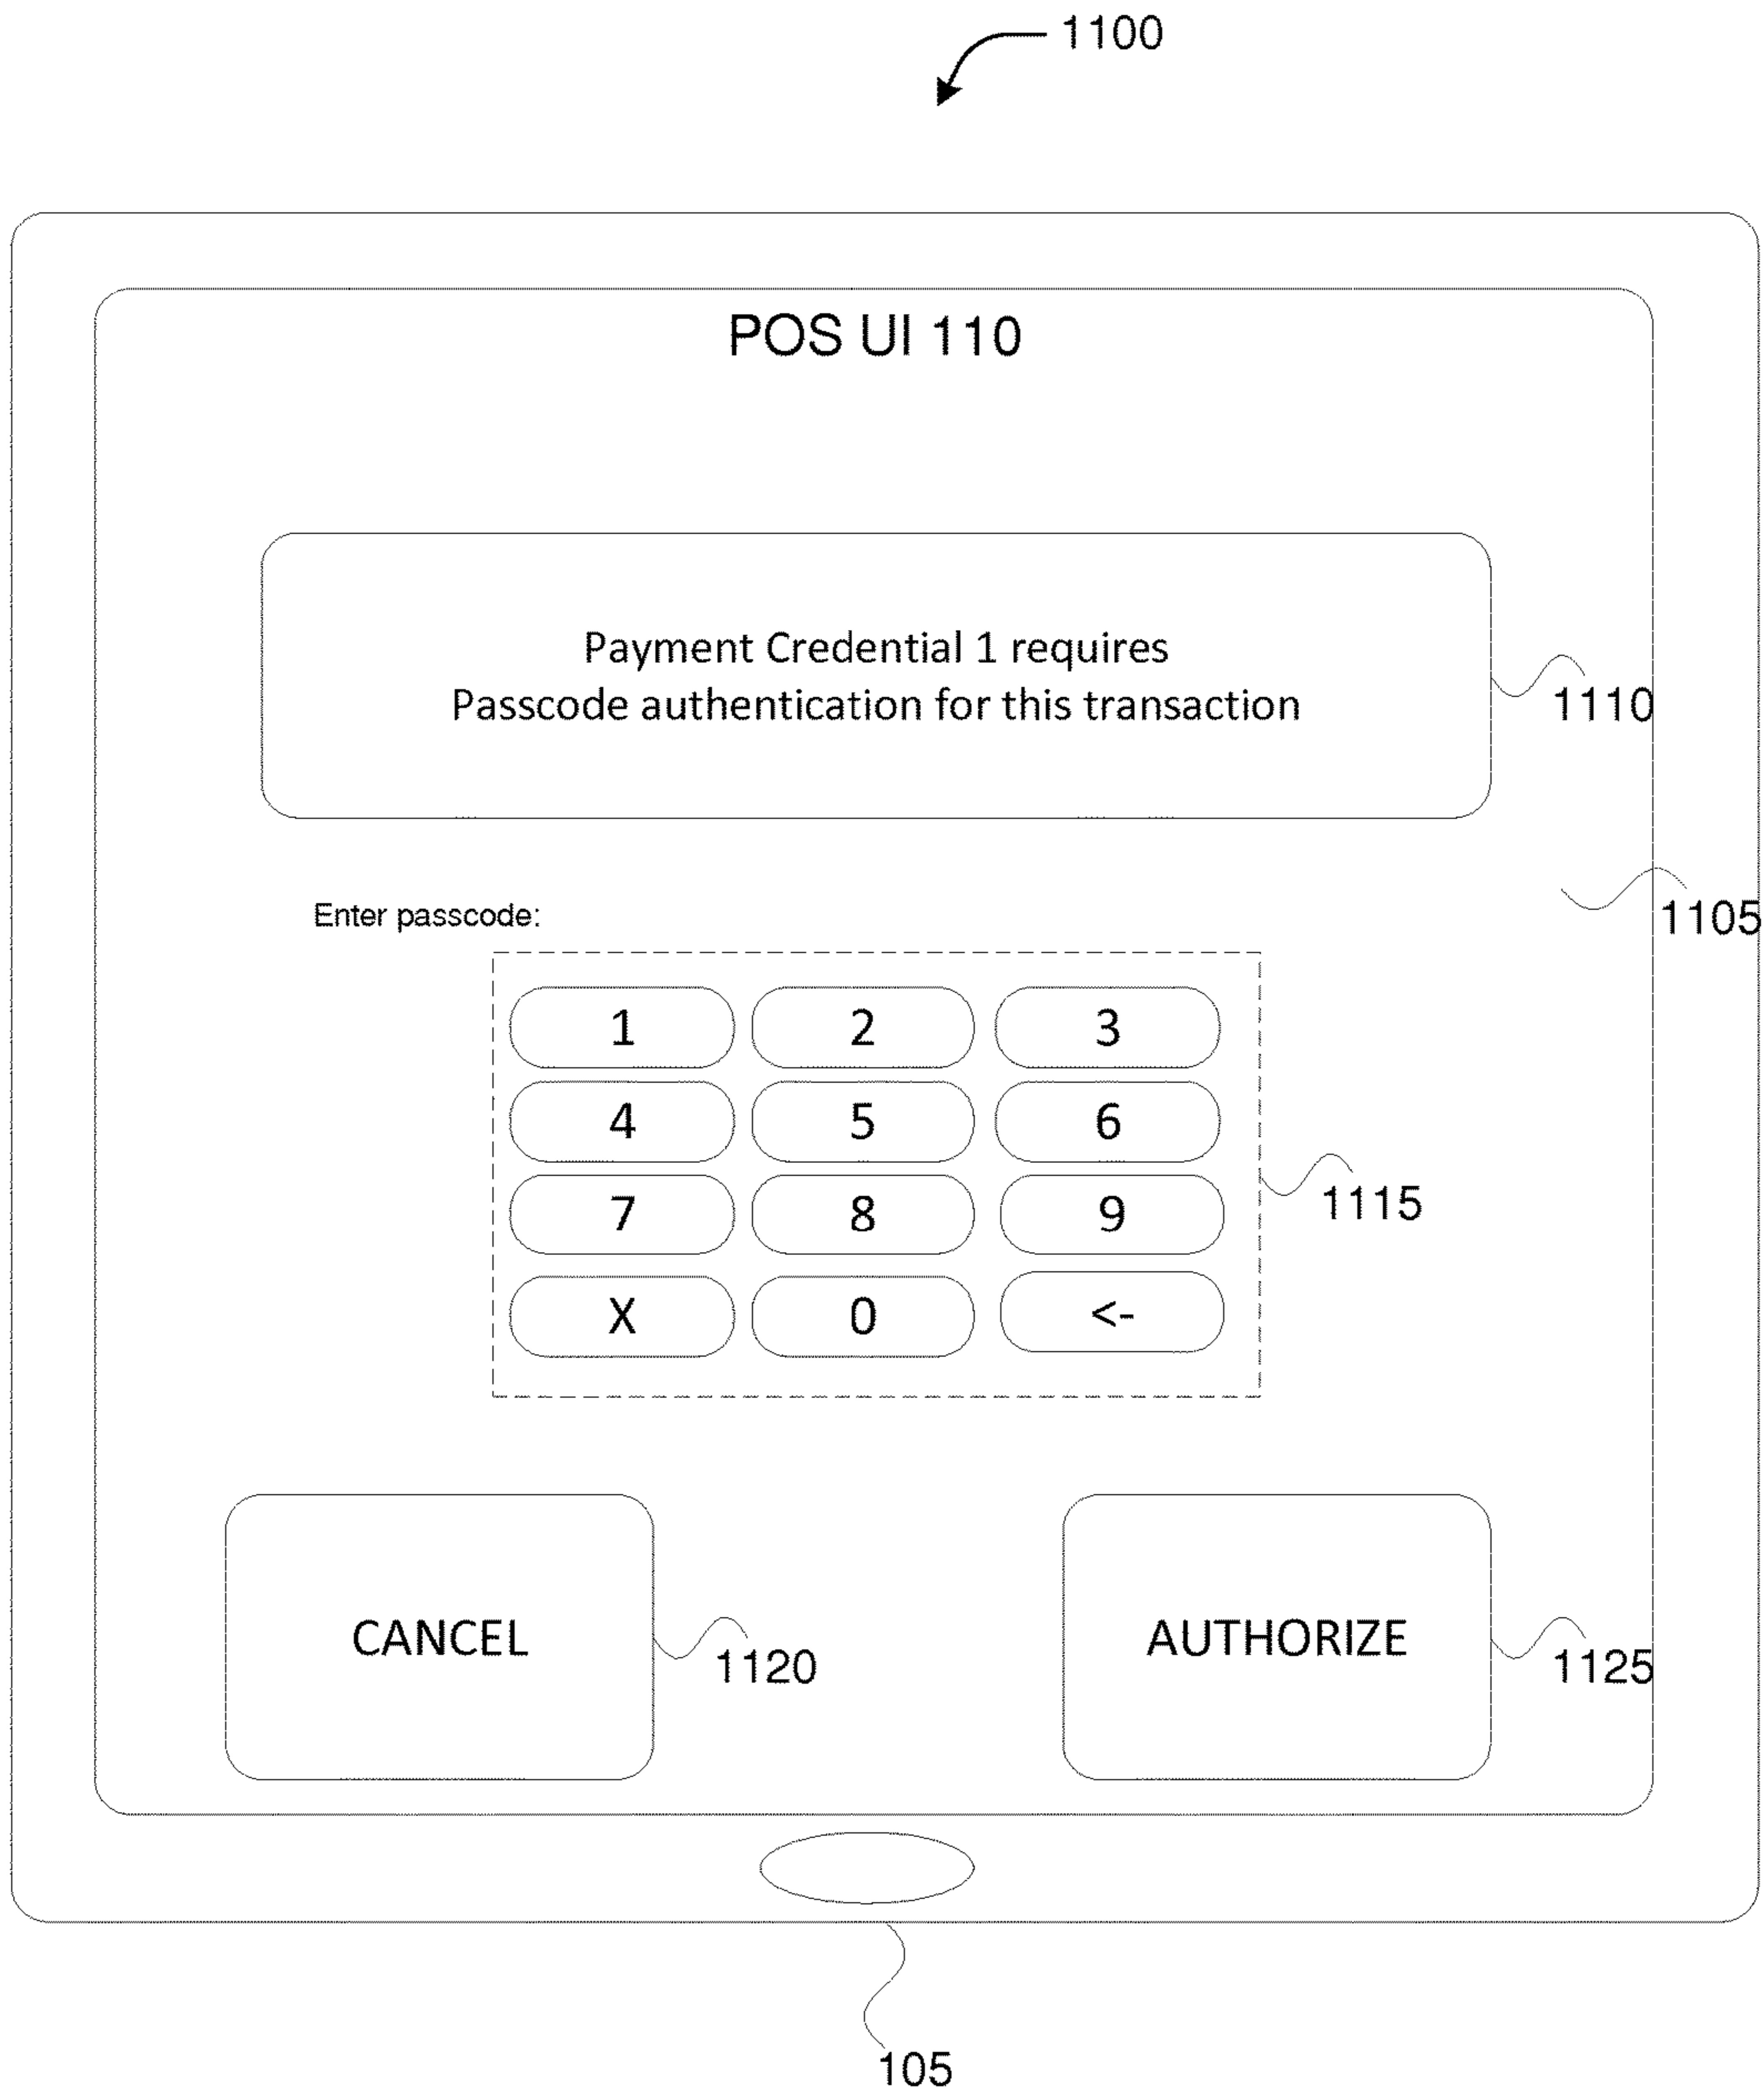 1100
POS UI 110
Payment Credential 1 requires
Passcode authentication for this transaction
1110
1105
Enter passcode:
1 2 3
4 5 6
7 8 9
X 0 <-
1115
CANCEL
1120
AUTHORIZE
1125
105